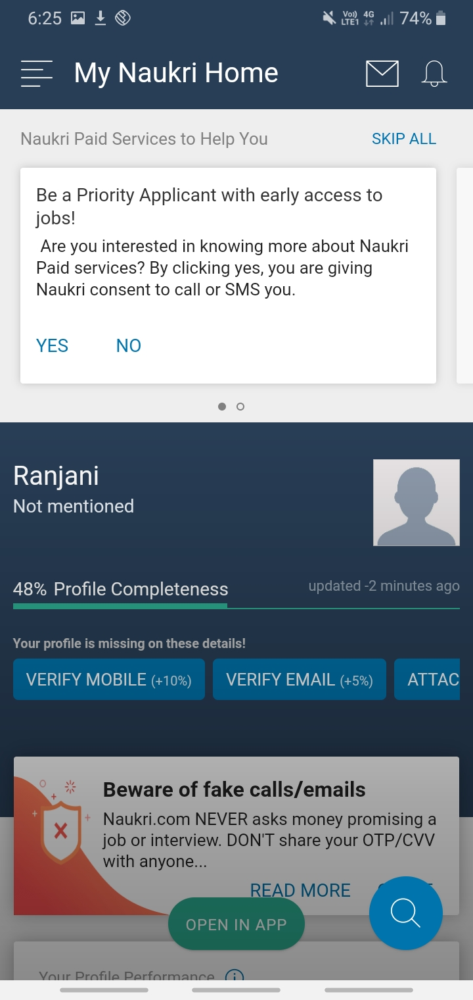 6:25 Vo)) LTE1 4G 74%
My Naukri Home
Naukri Paid Services to Help You SKIP ALL
Be a Priority Applicant with early access to
jobs!
Are you interested in knowing more about Naukri
Paid services? By clicking yes, you are giving
Naukri consent to call or SMS you.
YES NO
Ranjani
Not mentioned
48% Profile Completeness updated -2 minutes ago
Your profile is missing on these details!
VERIFY MOBILE (+10%) VERIFY EMAIL (+5%) ATTAC
Beware of fake calls/emails
Naukri.com NEVER asks money promising a
job or interview. DON'T share your OTP/CVV
with anyone...
READ MORE
OPEN IN APP
Your Profile Performance